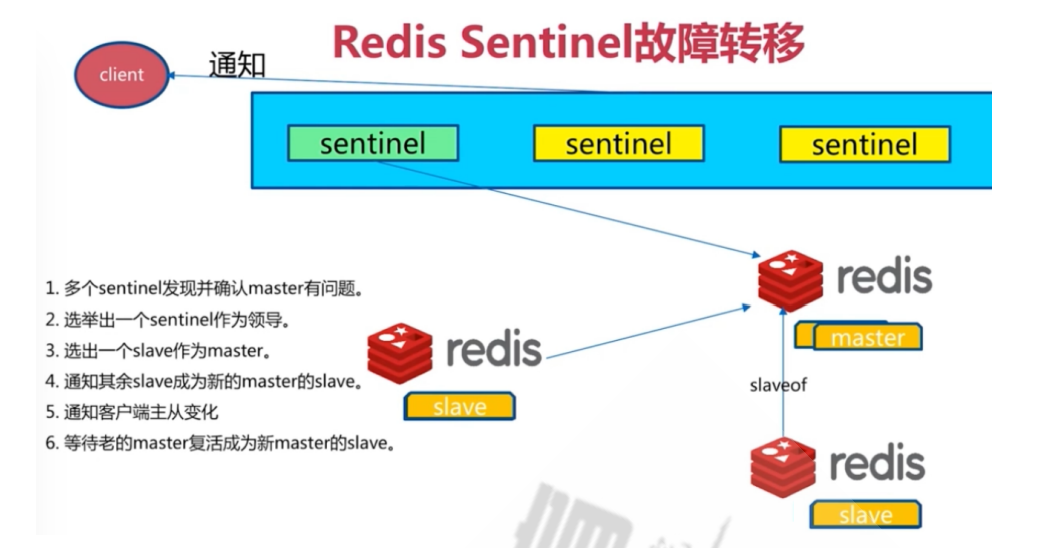 Redis Sentinel故障转移
client
通知
sentinel
sentinel
sentinel
redis
master
1. 多个sentinel发现并确认master有问题。
2. 选举出一个sentinel作为领导。
3. 选出一个slave作为master。
4. 通知其余slave成为新的master的slave。
5. 通知客户端主从变化
6. 等待老的master复活成为新master的slave。
redis
slave
slaveof
redis
slave